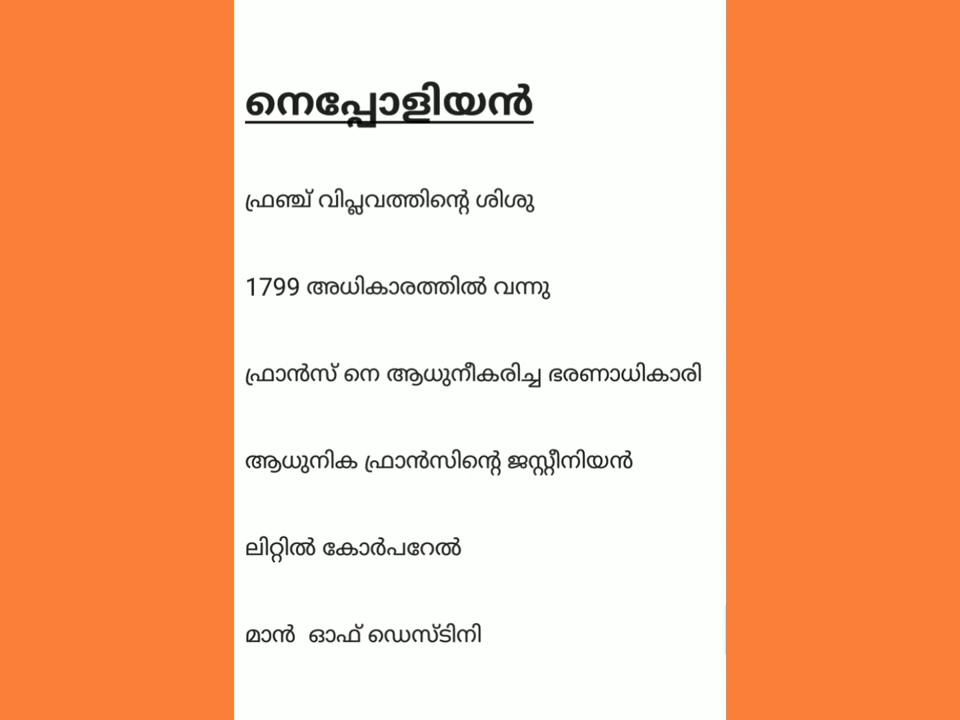 നെപ്പോളിയൻ
ഫ്രഞ്ച് വിപ്ലവത്തിന്റെ ശിശു
1799 അധികാരത്തിൽ വന്നു
ഫ്രാൻസ് നെ ആധുനീകരിച്ച ഭരണാധികാരി
ആധുനിക ഫ്രാൻസിന്റെ ജസ്റ്റീനിയൻ
ലിറ്റിൽ കോർപറേൽ
മാൻ ഓഫ് ഡെസ്ടിനി